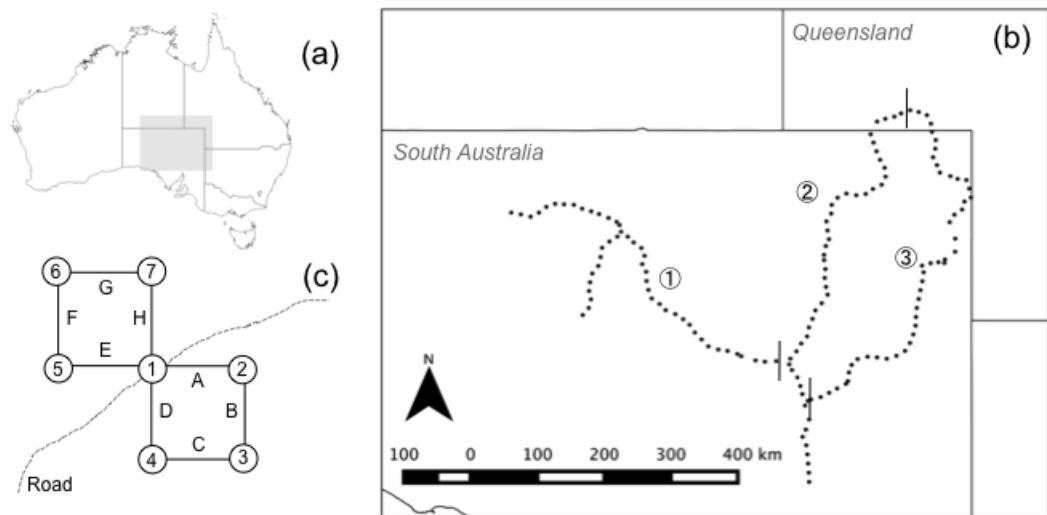 (a)
Queensland
(b)
South Australia
②
③
①
N
100 0 100 200 300 400 km
(c)
6 7
G
F H
E
5 1 2
A
D B
C
4 3
Road